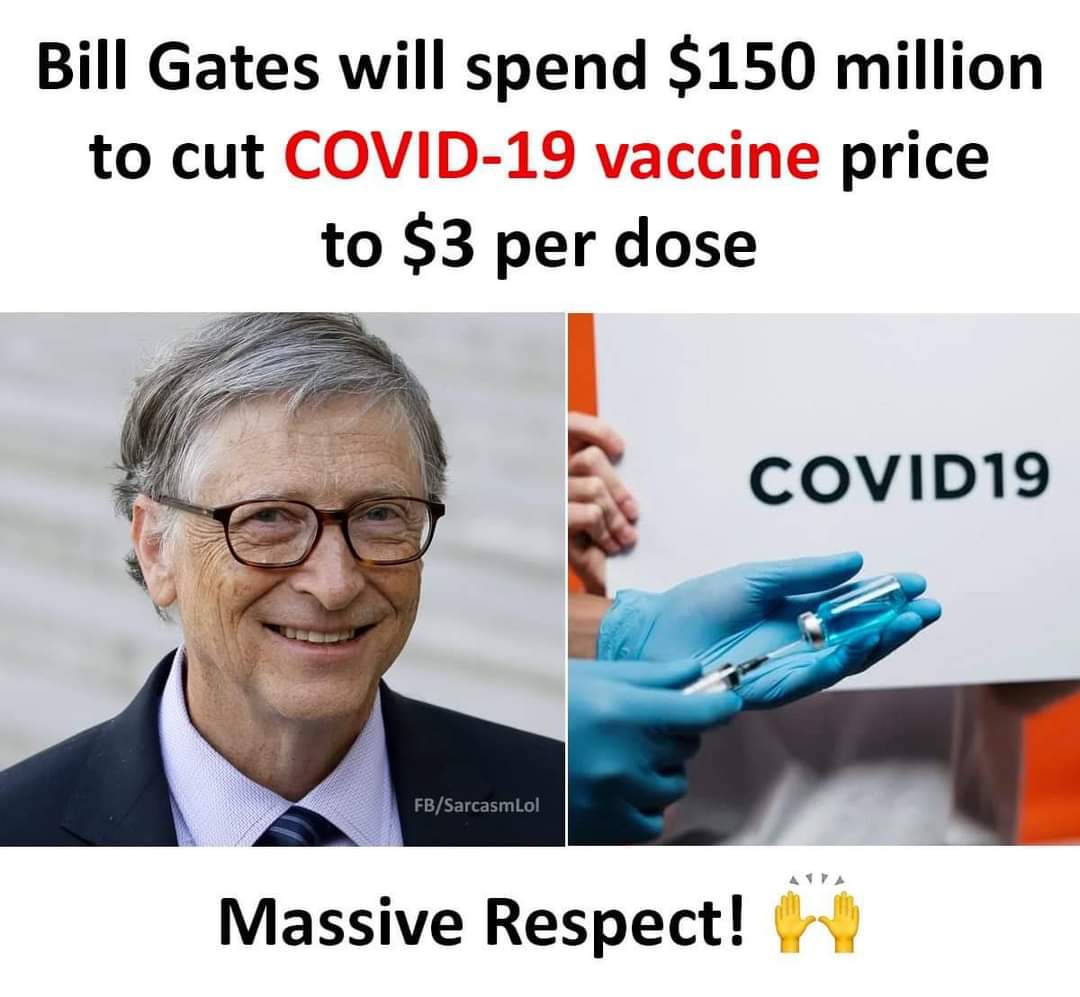 Bill Gates will spend $150 million
to cut COVID-19 vaccine price
to $3 per dose
COVID19
FB/SarcasmLol
Massive Respect! 🙌